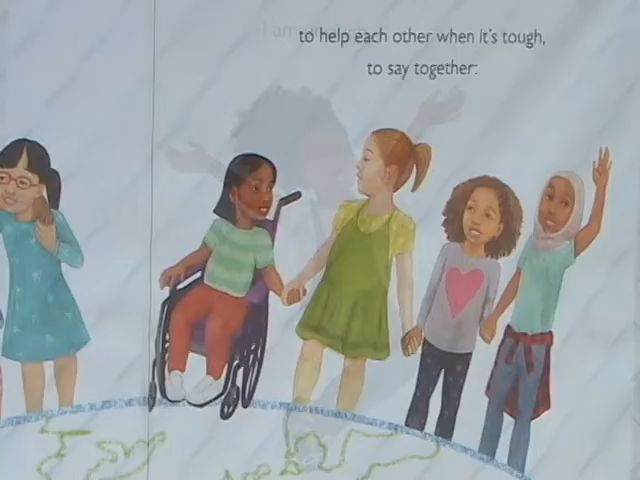 to help each other when it's tough,
to say together: